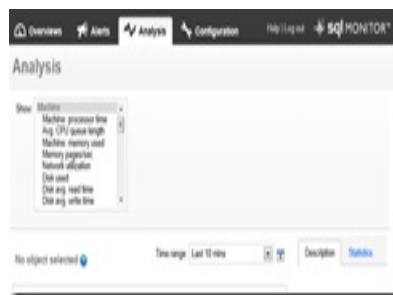 Overviews Alerts Analysis Configuration Help | Log out sql MONITOR
Analysis
Show Machine
Machine processor time
Avg. CPU queue length
Machine memory used
Memory pages/sec
Network utilization
Disk used
Disk avg. read time
Disk avg. write time
No object selected Time range Last 10 mins Description Statistics